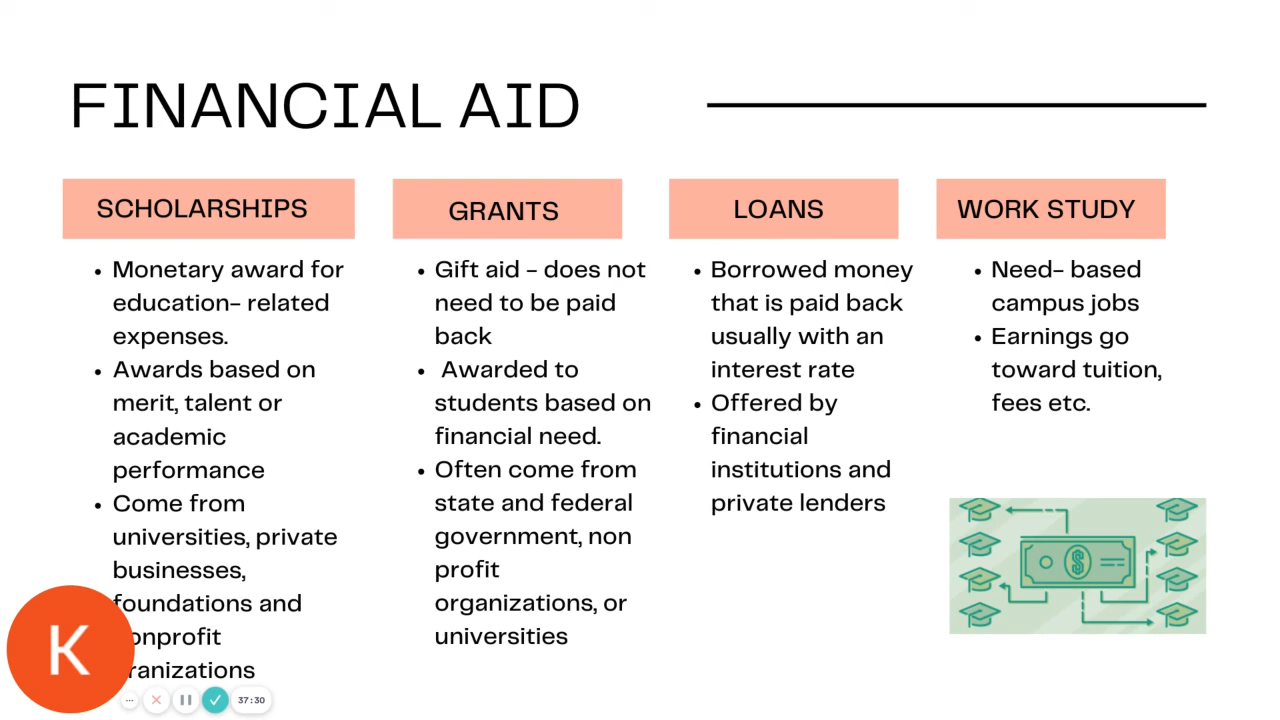 FINANCIAL AID
SCHOLARSHIPS
Monetary award for
education- related
expenses.
Awards based on
merit, talent or
academic
performance
Come from
universities, private
businesses,
foundations and
onprofit
ranizations
GRANTS
Gift aid - does not
need to be paid
back
Awarded to
students based on
financial need.
Often come from
state and federal
government, non
profit
organizations, or
universities
LOANS
Borrowed money
that is paid back
usually with an
interest rate
Offered by
financial
institutions and
private lenders
WORK STUDY
Need- based
campus jobs
Earnings go
toward tuition,
fees etc.
$
K
37:30